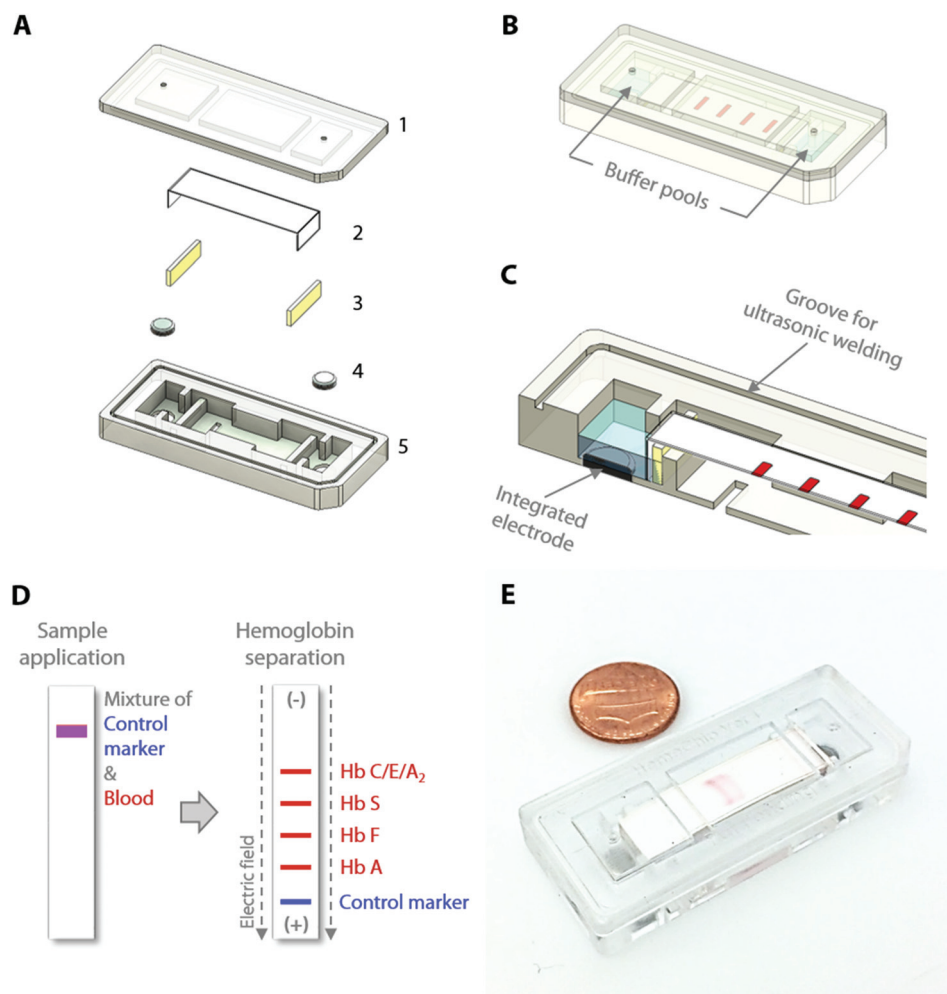 A
1
2
3
4
5
B
Buffer pools
C
Groove for
ultrasonic welding
Integrated
electrode
D
Sample
application
Mixture of
Control
marker
&
Blood
Hemoglobin
separation
(-)
Hb C/E/A₂
Hb S
Hb F
Hb A
Control marker
(+)
Electric field
E